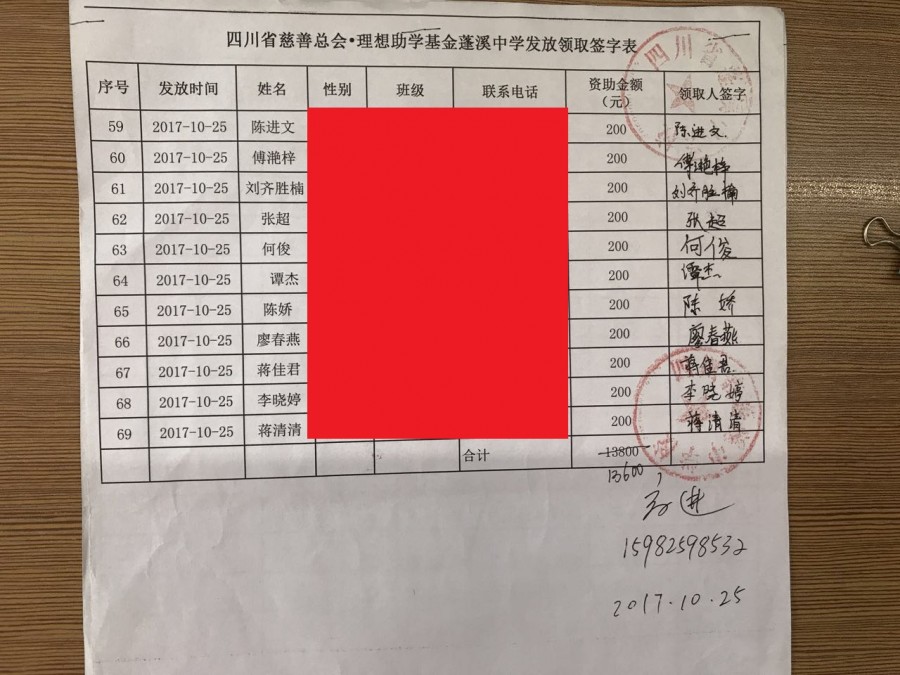 四川省慈善总会·理想助学基金蓬溪中学发放领取签字表
序号 发放时间 姓名 性别 班级 联系电话 资助金额（元） 领取人签字
59 2017-10-25 陈进文 200 陈进文
60 2017-10-25 傅滟梓 200 傅滟梓
61 2017-10-25 刘齐胜楠 200 刘齐胜楠
62 2017-10-25 张超 200 张超
63 2017-10-25 何俊 200 何俊
64 2017-10-25 谭杰 200 谭杰
65 2017-10-25 陈娇 200 陈娇
66 2017-10-25 廖春燕 200 廖春燕
67 2017-10-25 蒋佳君 200 蒋佳君
68 2017-10-25 李晓婷 200 李晓婷
69 2017-10-25 蒋清清 200 蒋清清
合计 13800
13600
15982598532
2017.10.25
四川省